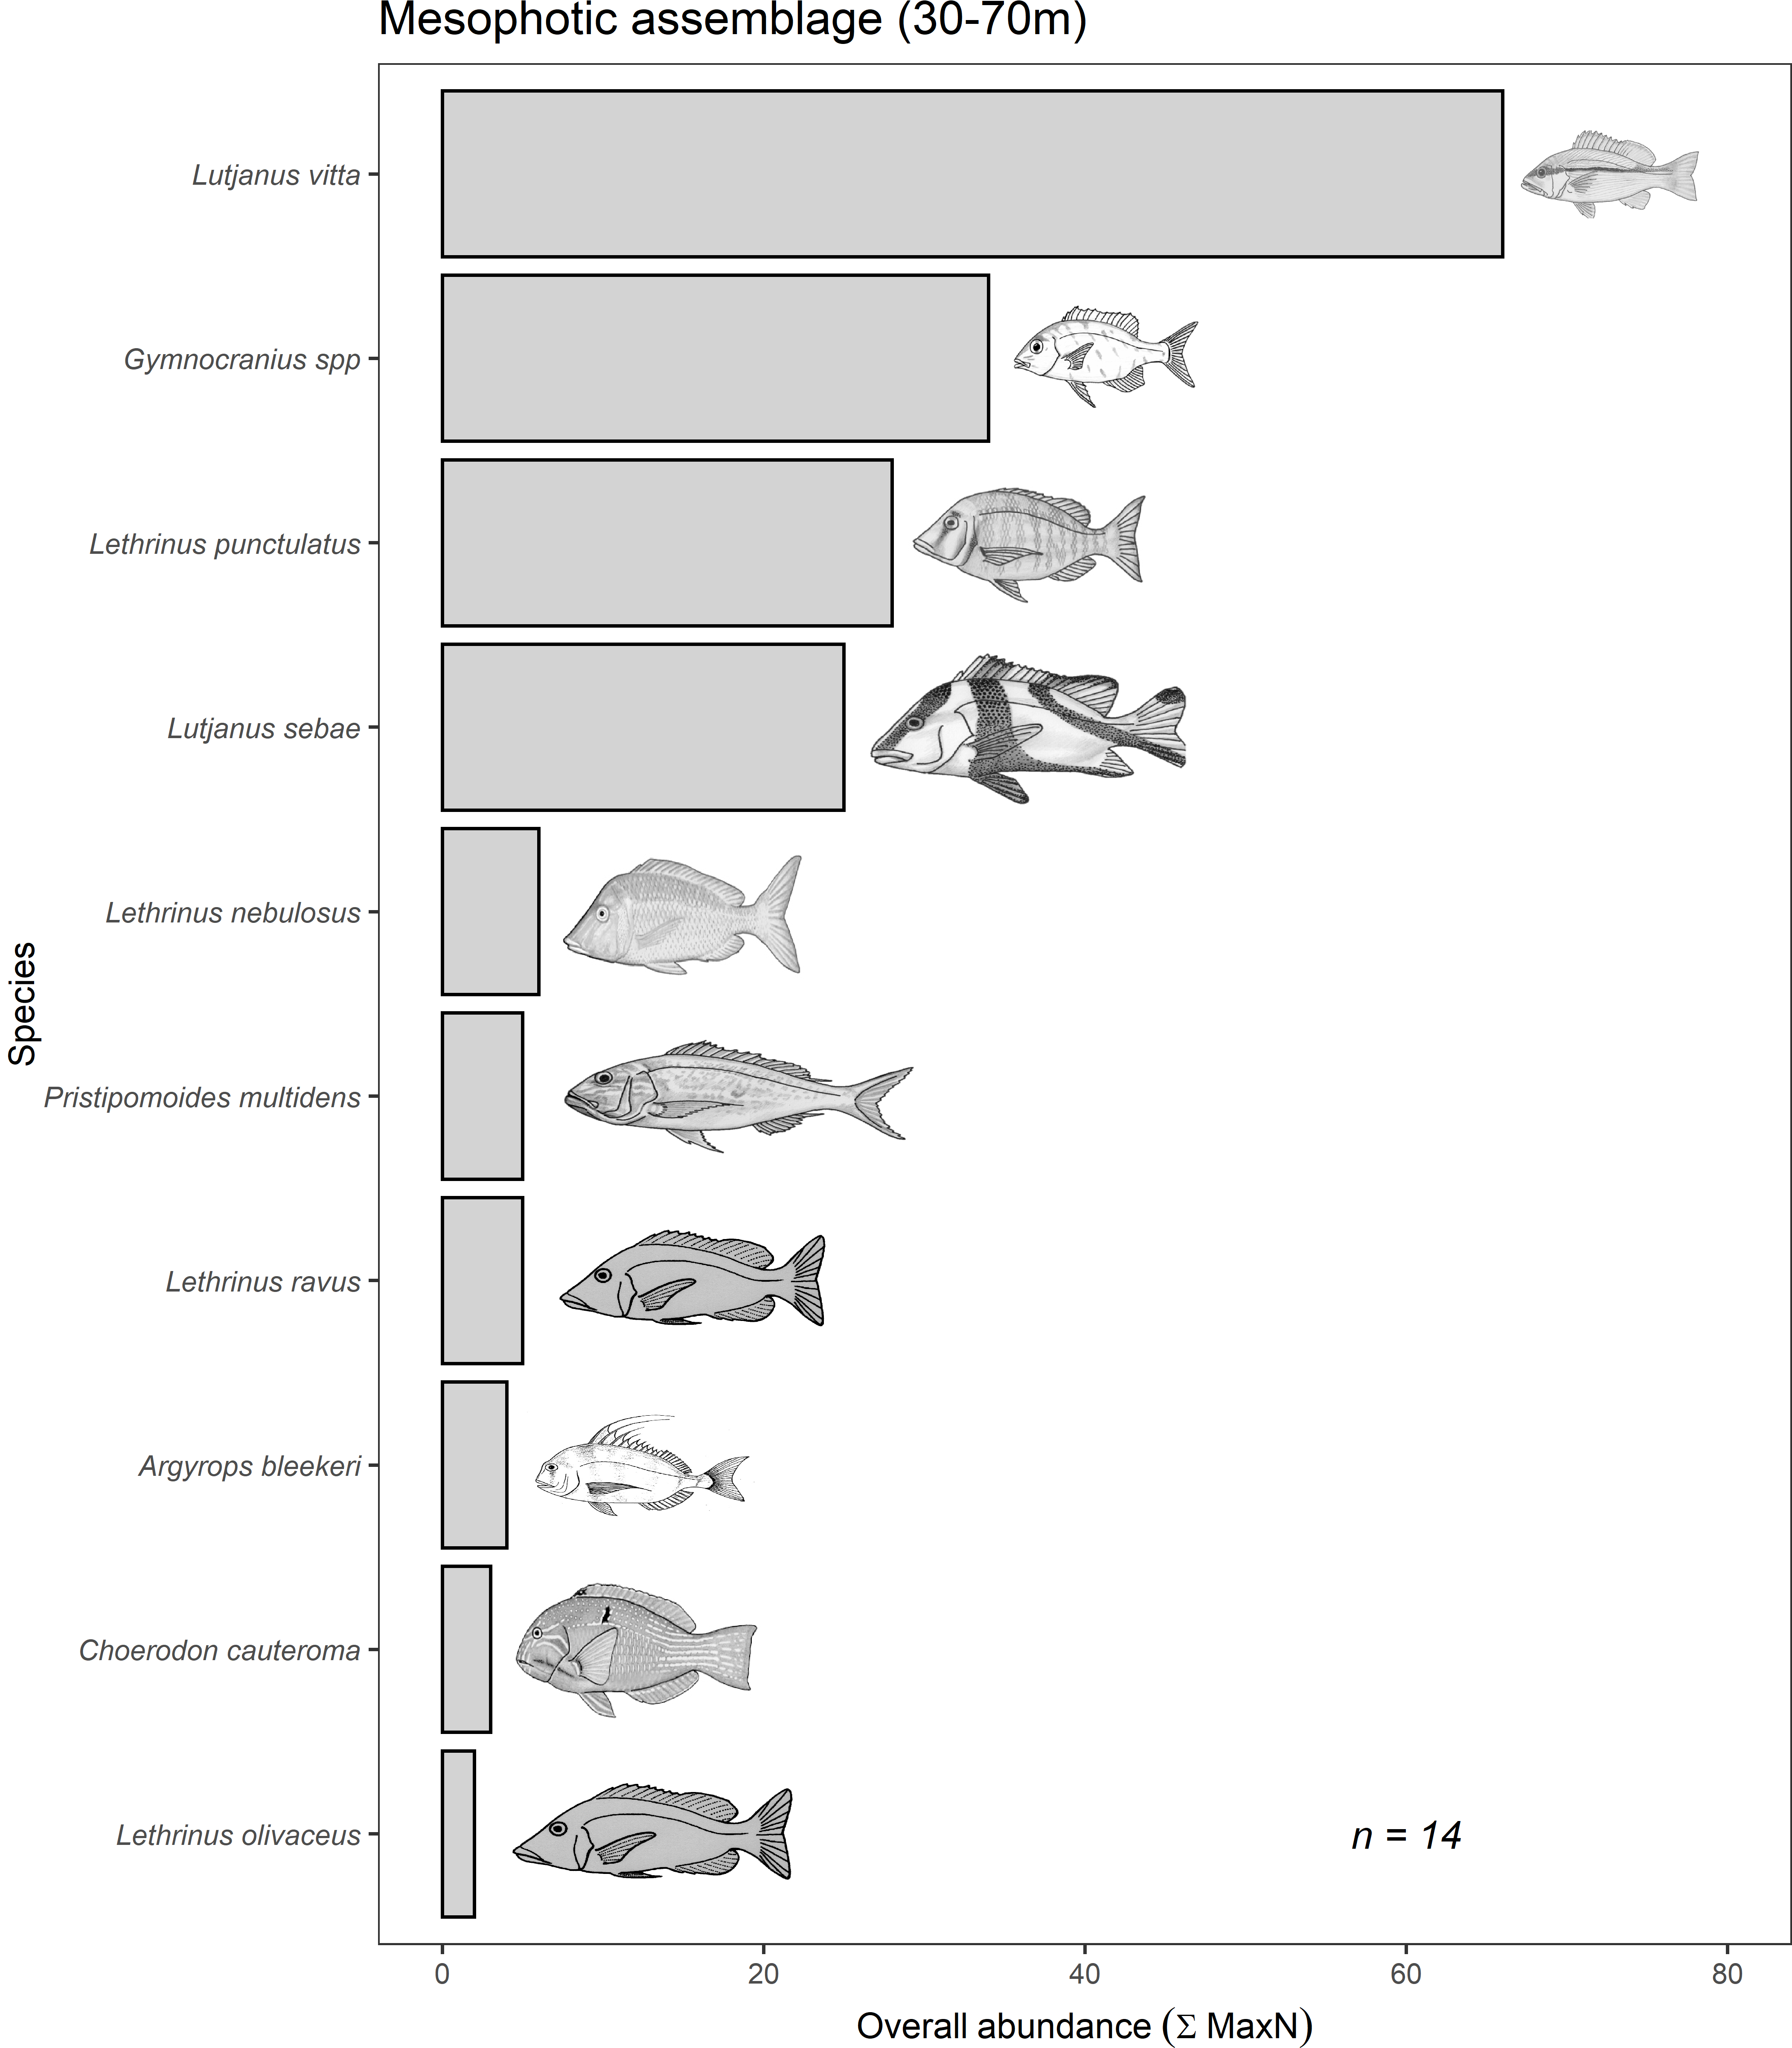 Mesophotic assemblage (30-70m)
Lutjanus vitta
Gymnocranius spp
Lethrinus punctulatus
Lutjanus sebae
Lethrinus nebulosus
Pristipomoides multidens
Lethrinus ravus
Argyrops bleekeri
Choerodon cauteroma
Lethrinus olivaceus
Species
n = 14
0 20 40 60 80
Overall abundance (Σ MaxN)